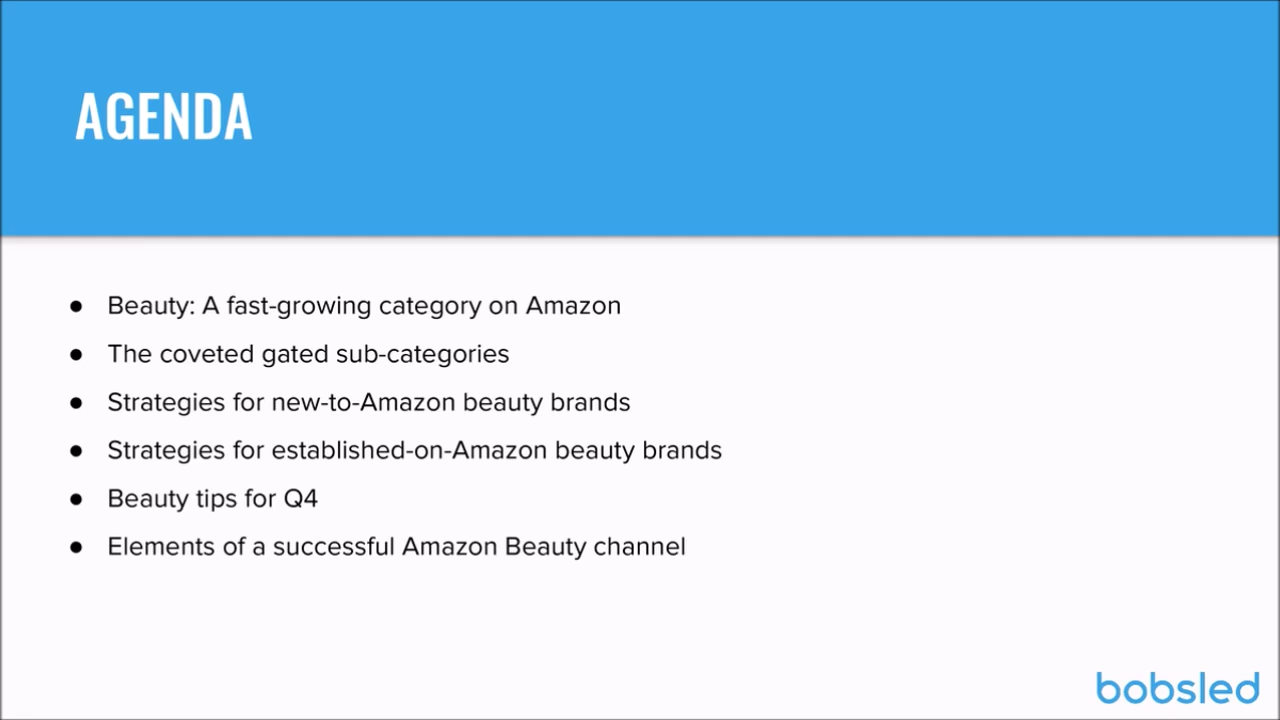 AGENDA
● Beauty: A fast-growing category on Amazon
● The coveted gated sub-categories
● Strategies for new-to-Amazon beauty brands
● Strategies for established-on-Amazon beauty brands
● Beauty tips for Q4
● Elements of a successful Amazon Beauty channel
bobsled